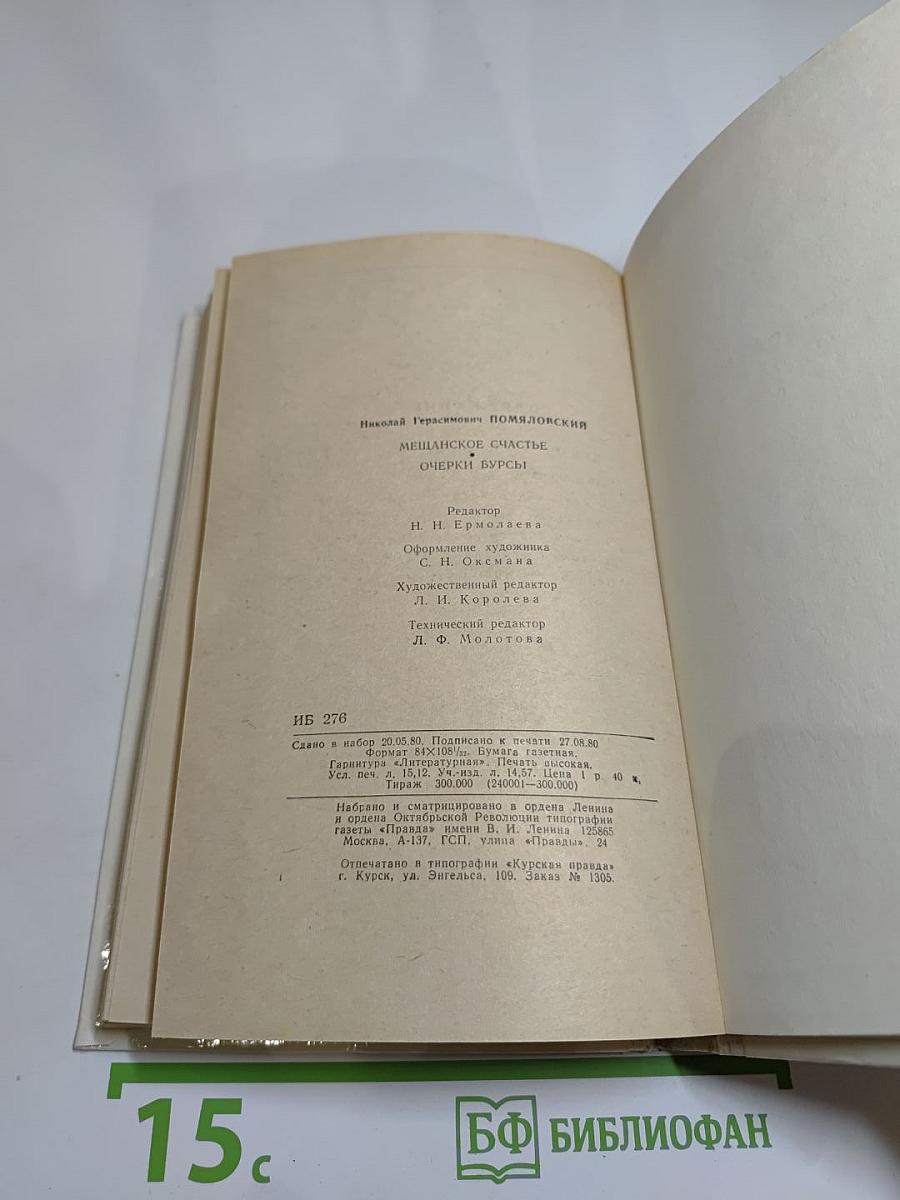 Николай Герасимович ПОМЯЛОВСКИЙ
МЕЩАНСКОЕ СЧАСТЬЕ
•
ОЧЕРКИ БУРСЫ
Редактор
Н. Н. Ермолаева
Оформление художника
С. Н. Оксмана
Художественный редактор
Л. И. Королева
Технический редактор
Л. Ф. Молотова
ИБ 276
Сдано в набор 20.05.80. Подписано к печати 27.08.80
Формат 84×108¹/₃₂. Бумага газетная.
Гарнитура «Литературная». Печать высокая.
Усл. печ. л. 15,12. Уч.-изд. л. 14,57. Цена 1 р. 40 к.
Тираж 300.000 (240001—300.000)
Набрано и сматрицировано в ордена Ленина
и ордена Октябрьской Революции типографии
газеты «Правда» имени В. И. Ленина 125865
Москва, А-137, ГСП, улица «Правды», 24
Отпечатано в типографии «Курская правда»
г. Курск, ул. Энгельса, 109. Заказ № 1305.
15 с
БФ БИБЛИОФАН